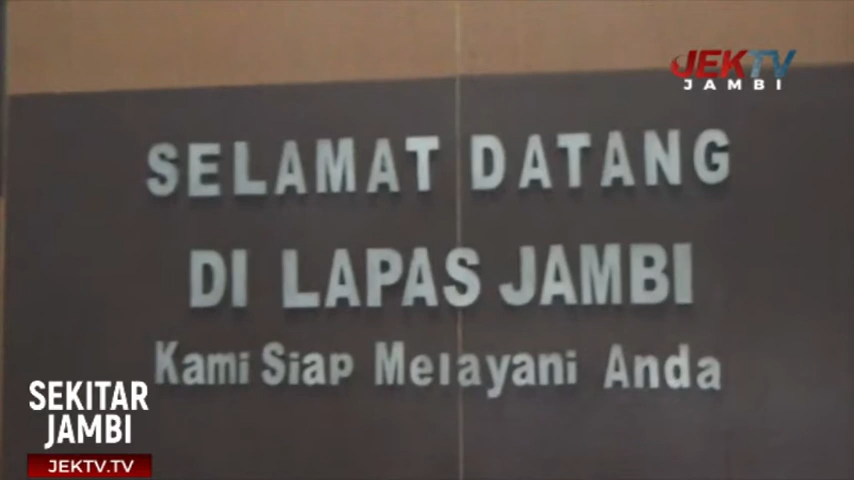 JEKTV
JAMBI
SELAMAT DATANG
DI LAPAS JAMBI
Kami Siap Melayani Anda
SEKITAR
JAMBI
JEKTV.TV